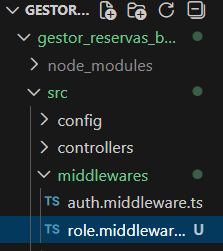 GESTOR...
gestor_reservas_b...
node_modules
src
config
controllers
middlewares
TS auth.middleware.ts
TS role.middlewar... U